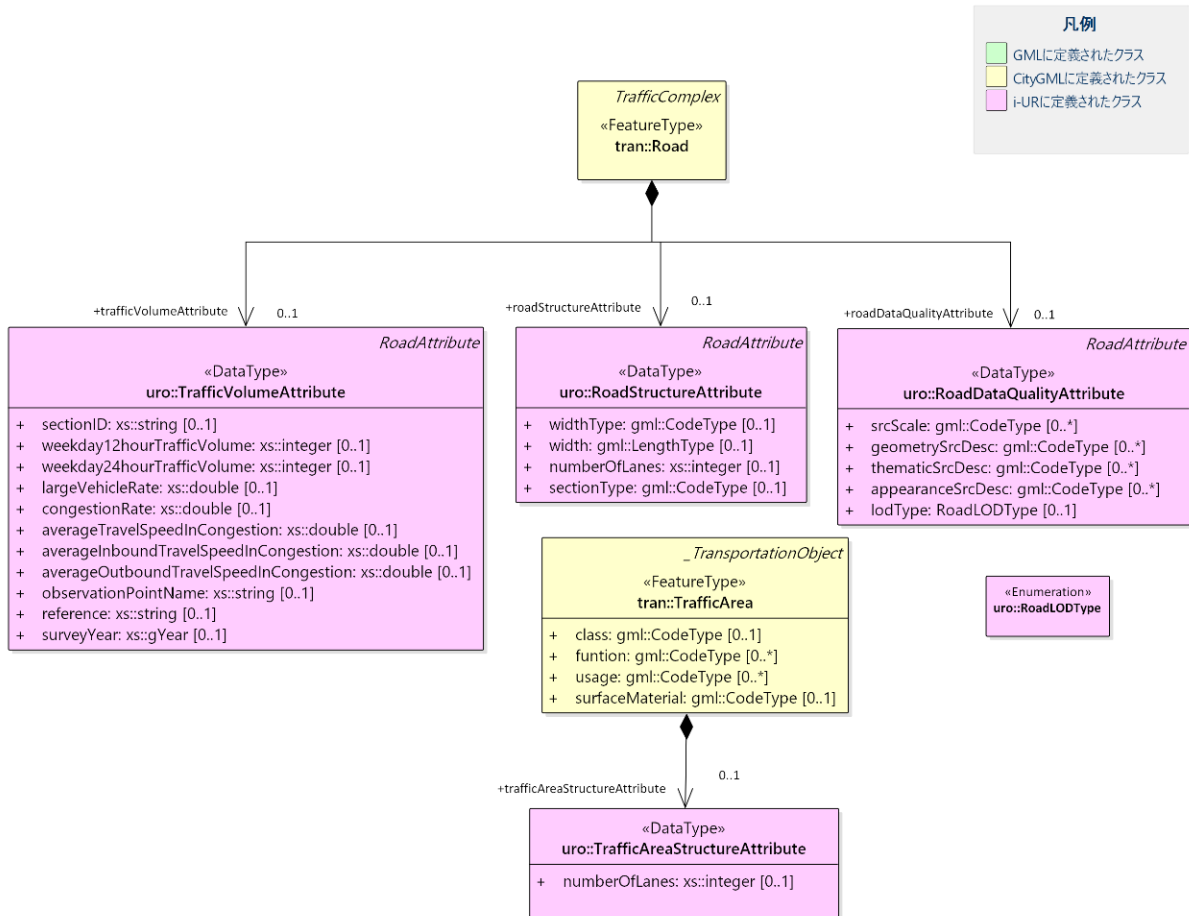 凡例
GMLに定義されたクラス
CityGMLに定義されたクラス
i-URに定義されたクラス
TrafficComplex
«FeatureType»
tran::Road
+trafficVolumeAttribute
0..1
+roadStructureAttribute
0..1
+roadDataQualityAttribute
0..1
RoadAttribute
«DataType»
uro::TrafficVolumeAttribute
+ sectionID: xs::string [0..1]
+ weekday12hourTrafficVolume: xs::integer [0..1]
+ weekday24hourTrafficVolume: xs::integer [0..1]
+ largeVehicleRate: xs::double [0..1]
+ congestionRate: xs::double [0..1]
+ averageTravelSpeedInCongestion: xs::double [0..1]
+ averageInboundTravelSpeedInCongestion: xs::double [0..1]
+ averageOutboundTravelSpeedInCongestion: xs::double [0..1]
+ observationPointName: xs::string [0..1]
+ reference: xs::string [0..1]
+ surveyYear: xs::gYear [0..1]
RoadAttribute
«DataType»
uro::RoadStructureAttribute
+ widthType: gml::CodeType [0..1]
+ width: gml::LengthType [0..1]
+ numberOfLanes: xs::integer [0..1]
+ sectionType: gml::CodeType [0..1]
RoadAttribute
«DataType»
uro::RoadDataQualityAttribute
+ srcScale: gml::CodeType [0..*]
+ geometrySrcDesc: gml::CodeType [0..*]
+ thematicSrcDesc: gml::CodeType [0..*]
+ appearanceSrcDesc: gml::CodeType [0..*]
+ lodType: RoadLODType [0..1]
_TransportationObject
«FeatureType»
tran::TrafficArea
+ class: gml::CodeType [0..1]
+ funtion: gml::CodeType [0..*]
+ usage: gml::CodeType [0..*]
+ surfaceMaterial: gml::CodeType [0..1]
«Enumeration»
uro::RoadLODType
+trafficAreaStructureAttribute
0..1
«DataType»
uro::TrafficAreaStructureAttribute
+ numberOfLanes: xs::integer [0..1]